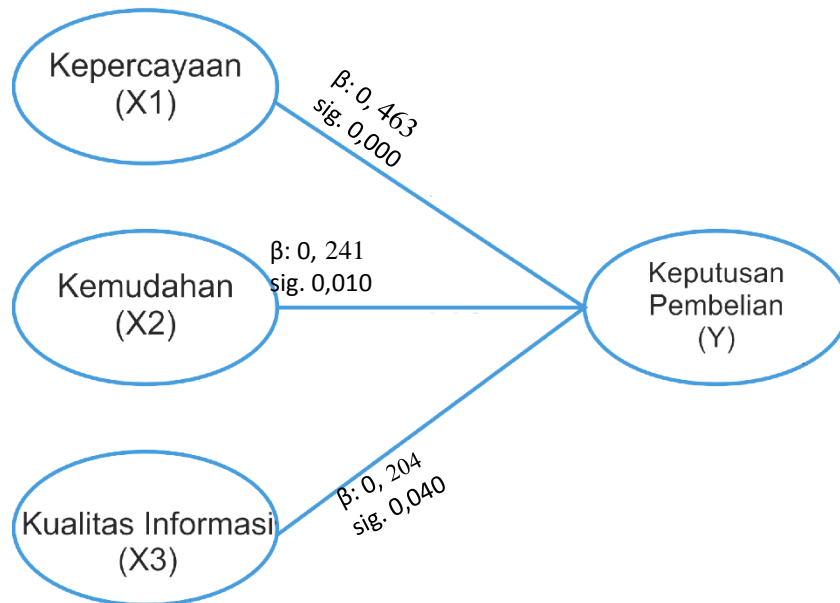 Kepercayaan
(X1)
β: 0, 463
sig. 0,000
Kemudahan
(X2)
β: 0, 241
sig. 0,010
Keputusan
Pembelian
(Y)
Kualitas Informasi
(X3)
β: 0, 204
sig. 0,040